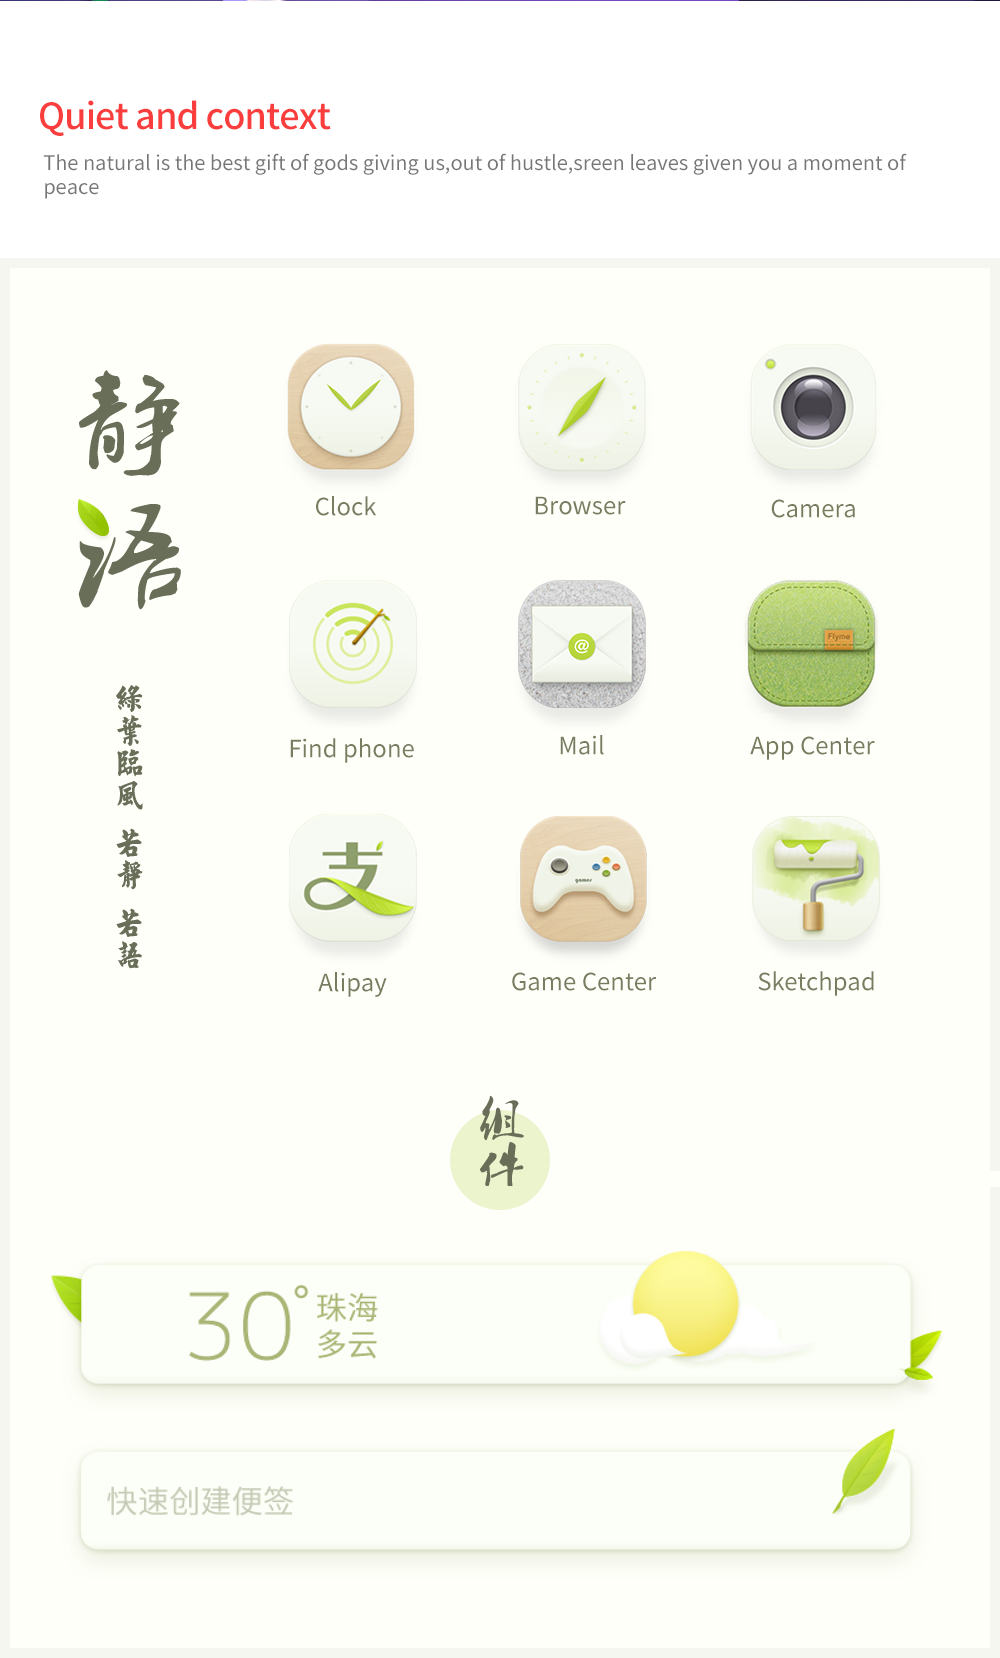 Quiet and context
The natural is the best gift of gods giving us,out of hustle,sreen leaves given you a moment of
peace
静
语
綠葉臨風 若靜 若語
Clock
Browser
Camera
Find phone
@
Mail
Flyme
App Center
Alipay
games
Game Center
Sketchpad
支
组
件
30°
珠海
多云
快速创建便签